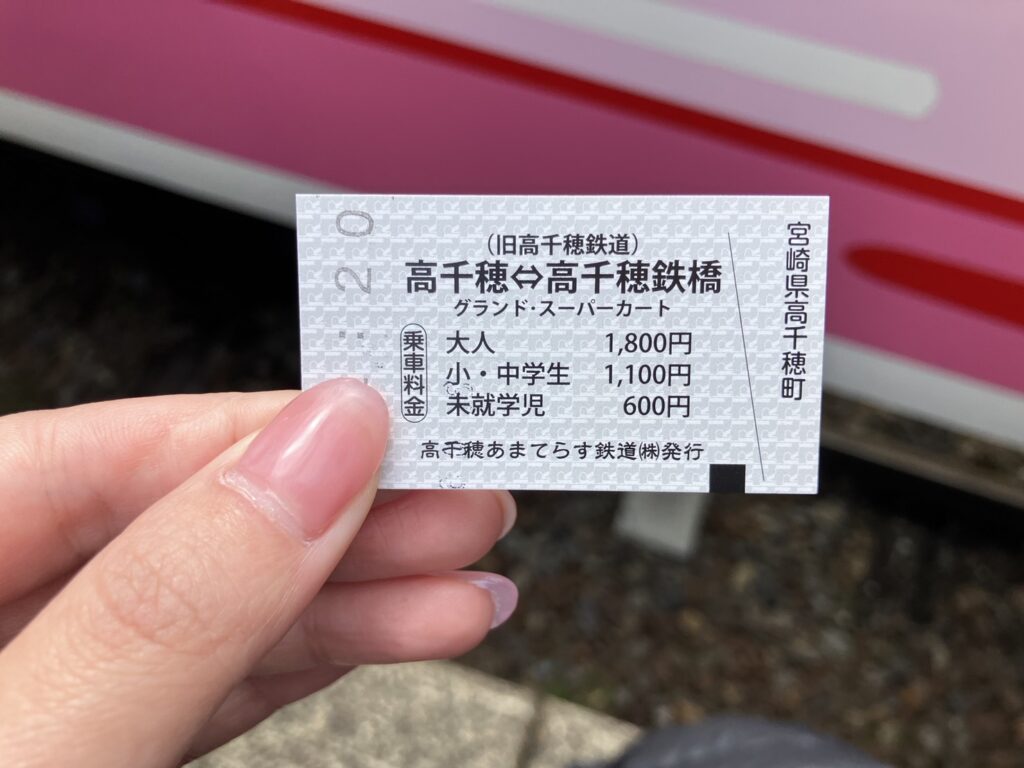 (旧高千穂鉄道)
高千穂⇔高千穂鉄橋
グランド・スーパーカート
乗車料金
大人 1,800円
小・中学生 1,100円
未就学児 600円
高千穂あまてらす鉄道㈱発行
宮崎県高千穂町